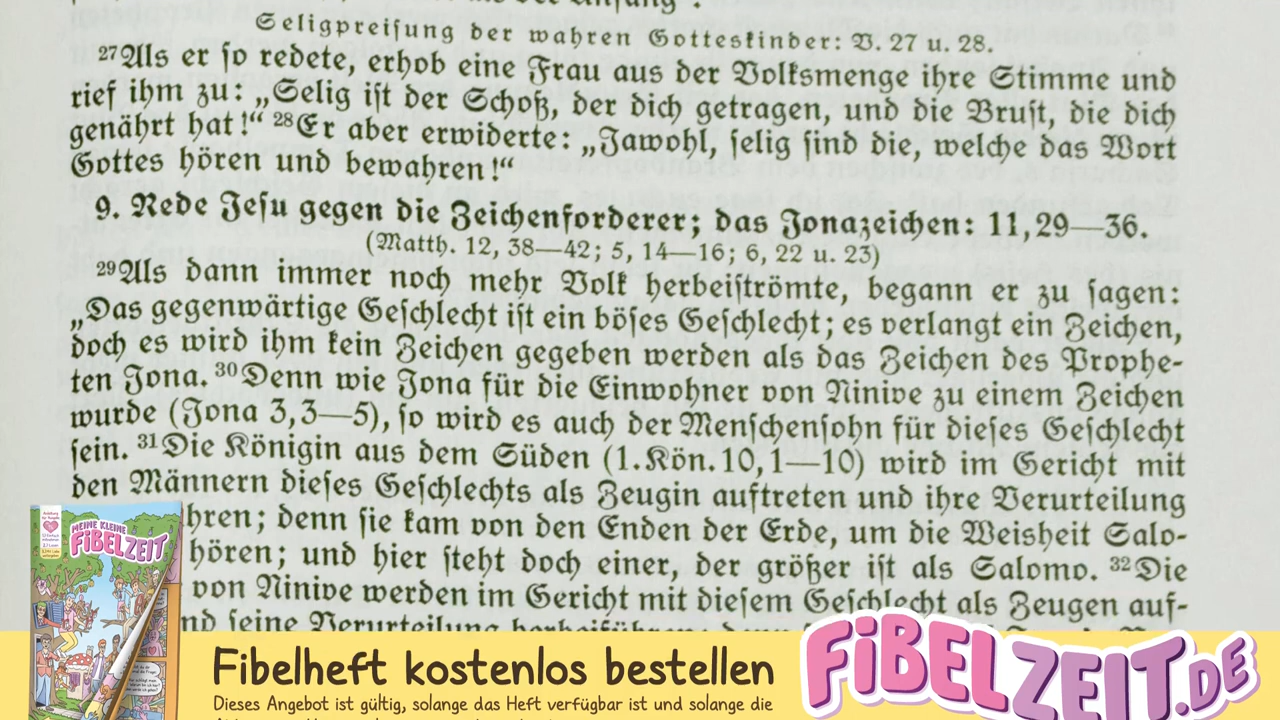 Seligpreisung der wahren Gotteskinder: V. 27 u. 28.
²⁷Als er so redete, erhob eine Frau aus der Volksmenge ihre Stimme und
rief ihm zu: „Selig ist der Schoß, der dich getragen, und die Brust, die dich
genährt hat!“ ²⁸Er aber erwiderte: „Jawohl, selig sind die, welche das Wort
Gottes hören und bewahren!“
9. Rede Jesu gegen die Zeichenforderer; das Jonazeichen: 11,29—36.
(Matth. 12, 38—42; 5, 14—16; 6, 22 u. 23)
²⁹Als dann immer noch mehr Volk herbeiströmte, begann er zu sagen:
„Das gegenwärtige Geschlecht ist ein böses Geschlecht; es verlangt ein Zeichen,
doch es wird ihm kein Zeichen gegeben werden als das Zeichen des Prophe-
ten Jona. ³⁰Denn wie Jona für die Einwohner von Ninive zu einem Zeichen
wurde (Jona 3,3—5), so wird es auch der Menschensohn für dieses Geschlecht
sein. ³¹Die Königin aus dem Süden (1. Kön. 10, 1—10) wird im Gericht mit
den Männern dieses Geschlechts als Zeugin auftreten und ihre Verurteilung
hren; denn sie kam von den Enden der Erde, um die Weisheit Salo-
hören; und hier steht doch einer, der größer ist als Salomo. ³²Die
von Ninive werden im Gericht mit diesem Geschlecht als Zeugen auf-
nd seine Verurteilung
MEINE KLEINE
FIBELZEIT
Fibelheft kostenlos bestellen
Dieses Angebot ist gültig, solange das Heft verfügbar ist und solange die
FIBELZEIT.DE